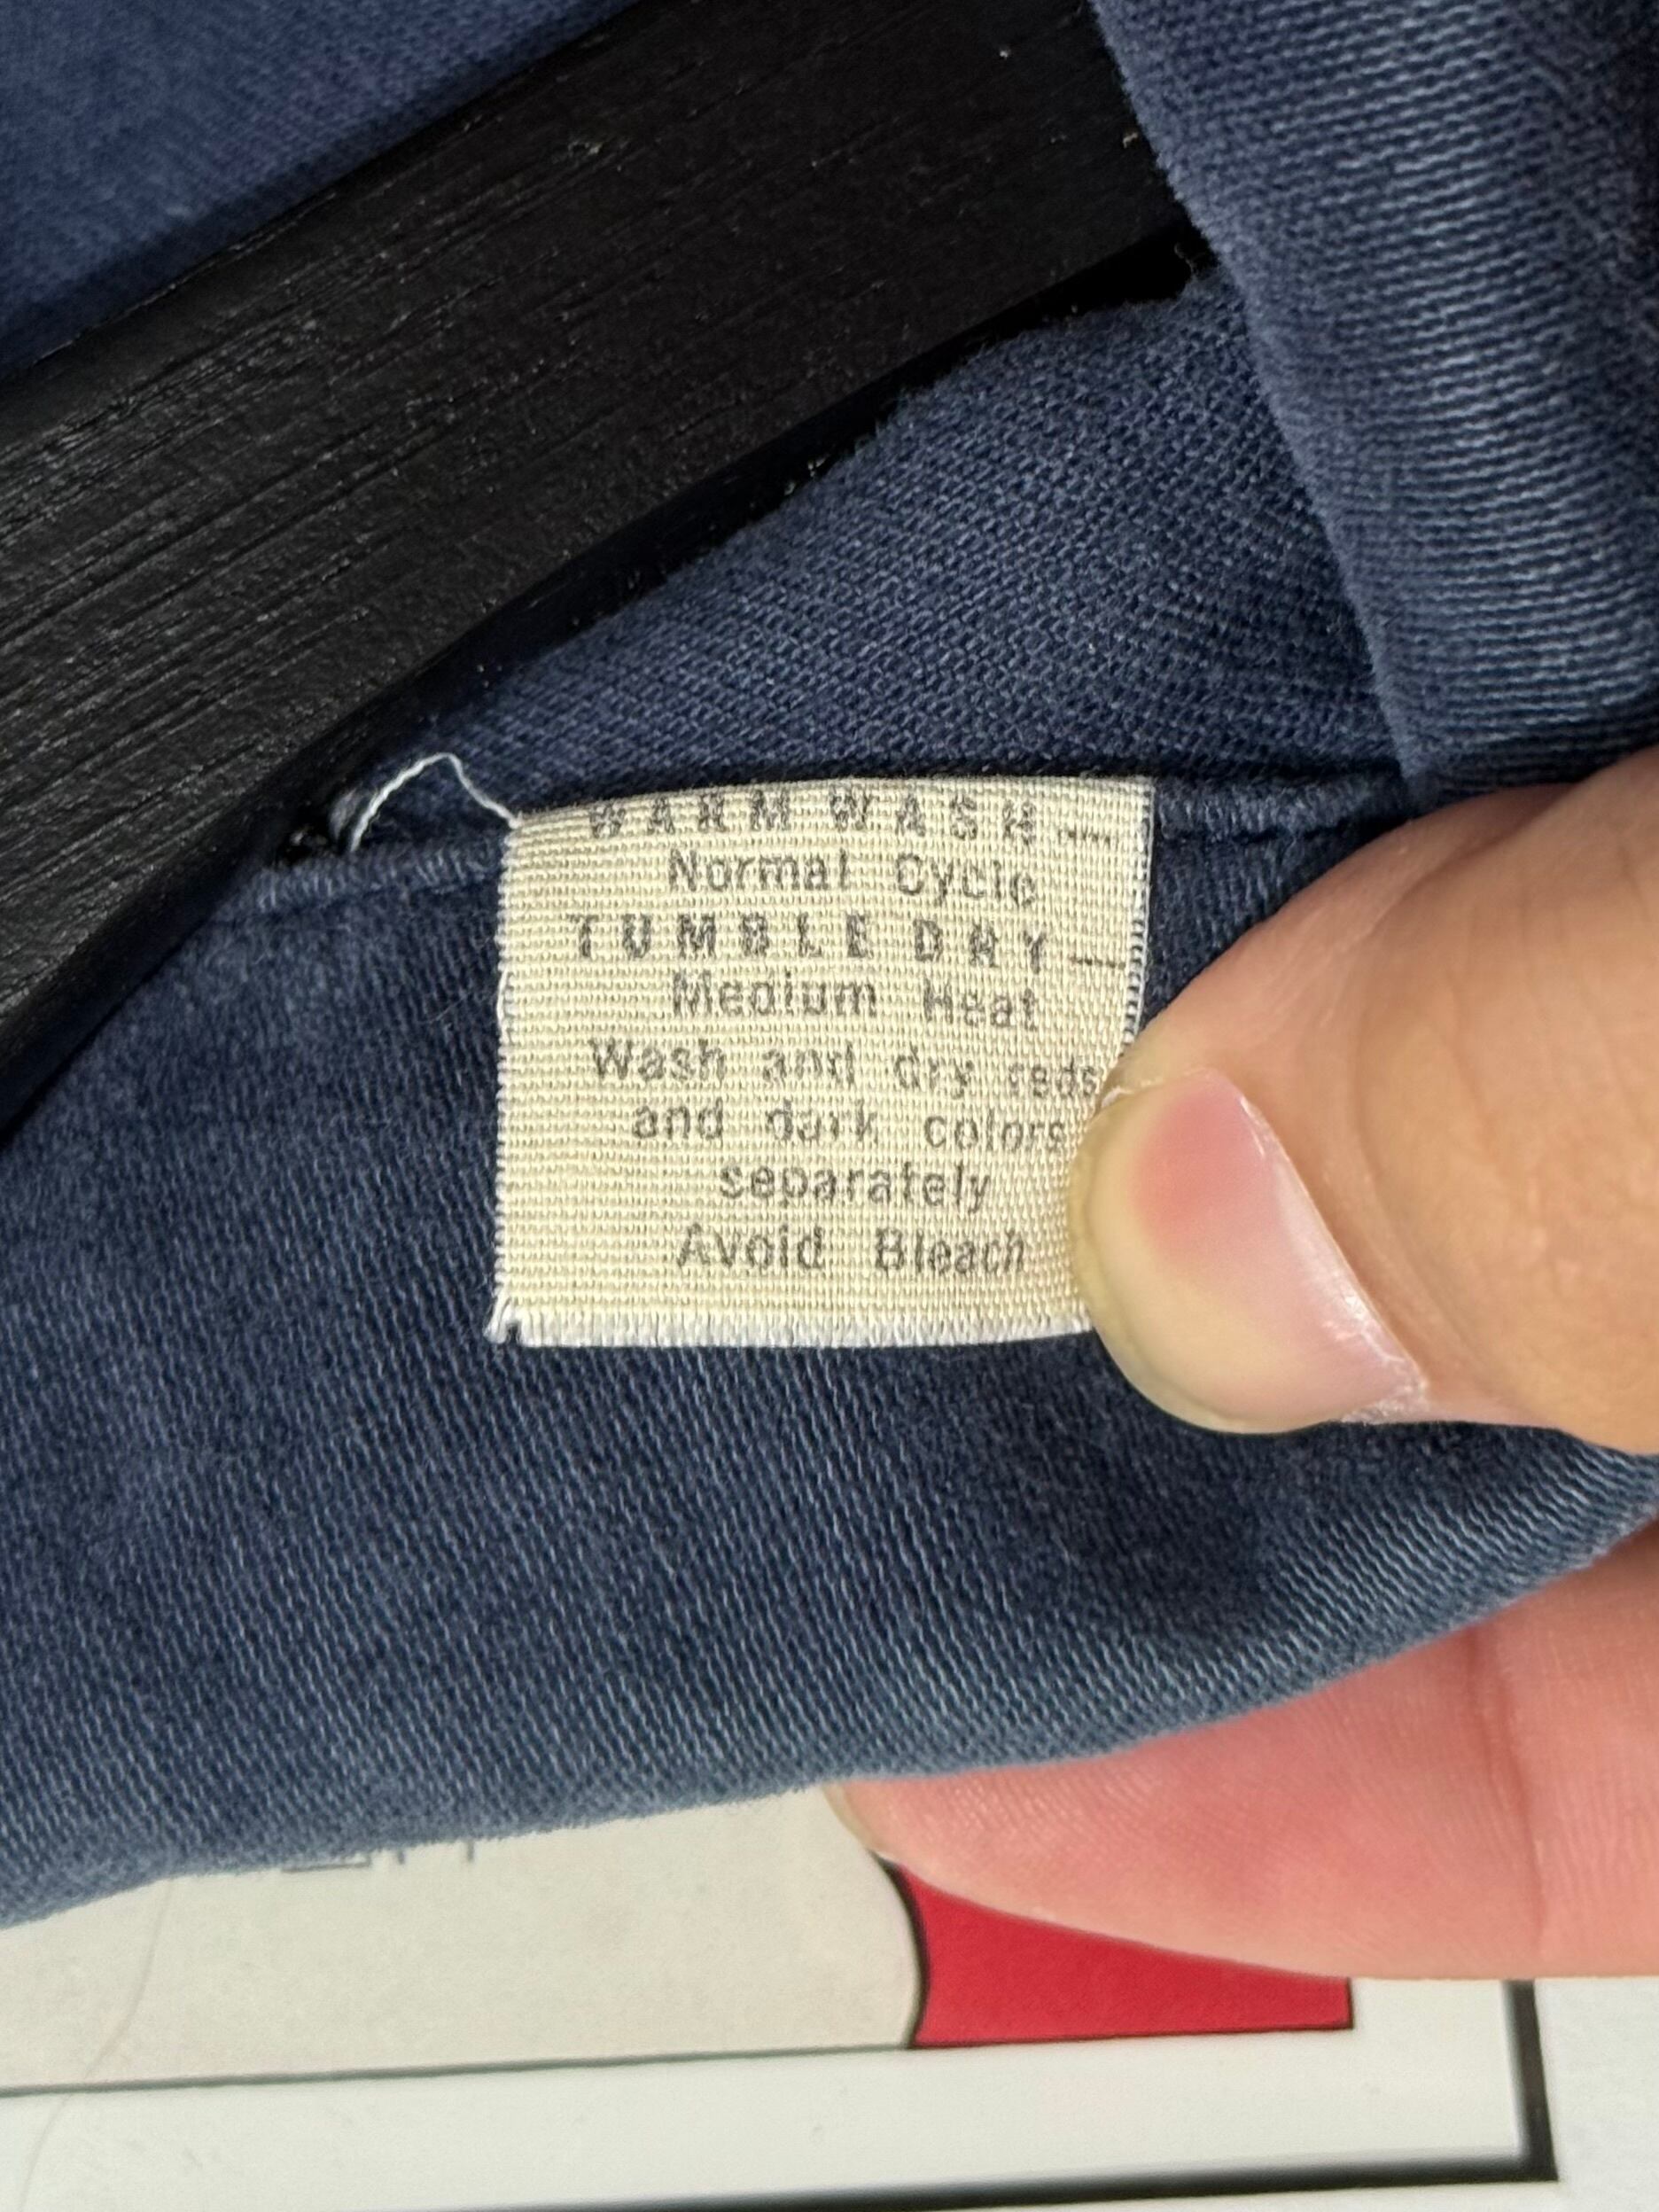 WARM WASH—
Normal Cycle
TUMBLE DRY—
Medium Heat
Wash and dry reds
and dark colors
separately
Avoid Bleach